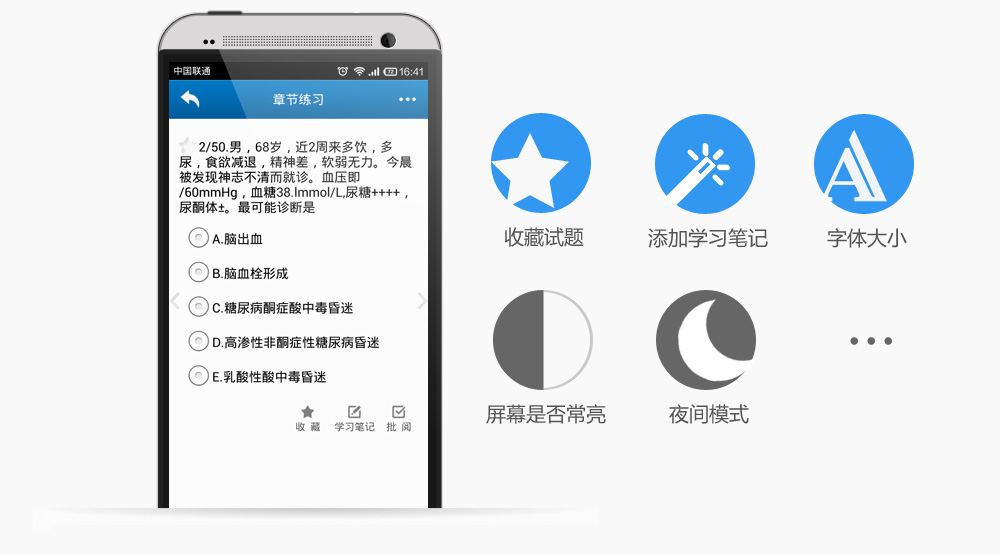 中国联通
72
16:41
章节练习
2/50.男，68岁，近2周来多饮，多
尿，食欲减退，精神差，软弱无力。今晨
被发现神志不清而就诊。血压即
/60mmHg，血糖38.lmmol/L,尿糖++++，
尿酮体±。最可能诊断是
A.脑出血
B.脑血栓形成
C.糖尿病酮症酸中毒昏迷
D.高渗性非酮症性糖尿病昏迷
E.乳酸性酸中毒昏迷
收 藏
学习笔记
批 阅
收藏试题
添加学习笔记
A
字体大小
屏幕是否常亮
夜间模式